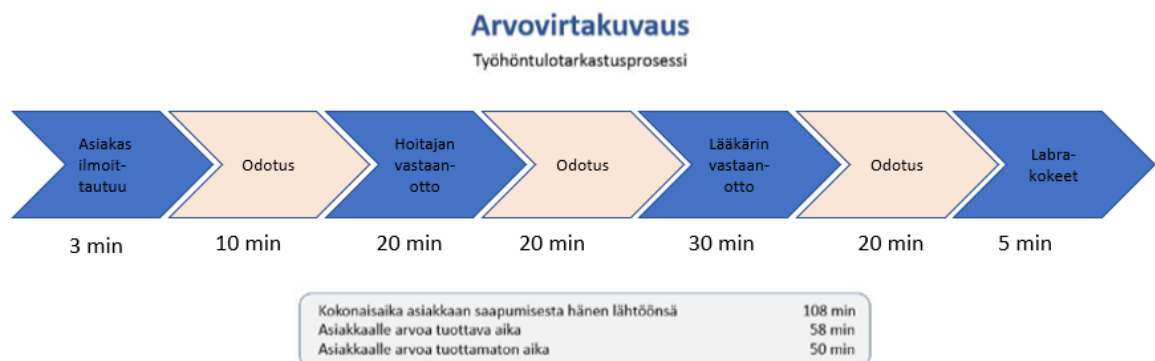 Arvovirtakuvaus
Työhöntulotarkastusprosessi
Asiakas
ilmoit-
tautuu
Odotus
Hoitajan
vastaan-
otto
Odotus
Lääkärin
vastaan-
otto
Odotus
Labra-
kokeet
3 min
10 min
20 min
20 min
30 min
20 min
5 min
Kokonaisaika asiakkaan saapumisesta hänen lähtöönsä 108 min
Asiakkaalle arvoa tuottava aika 58 min
Asiakkaalle arvoa tuottamaton aika 50 min